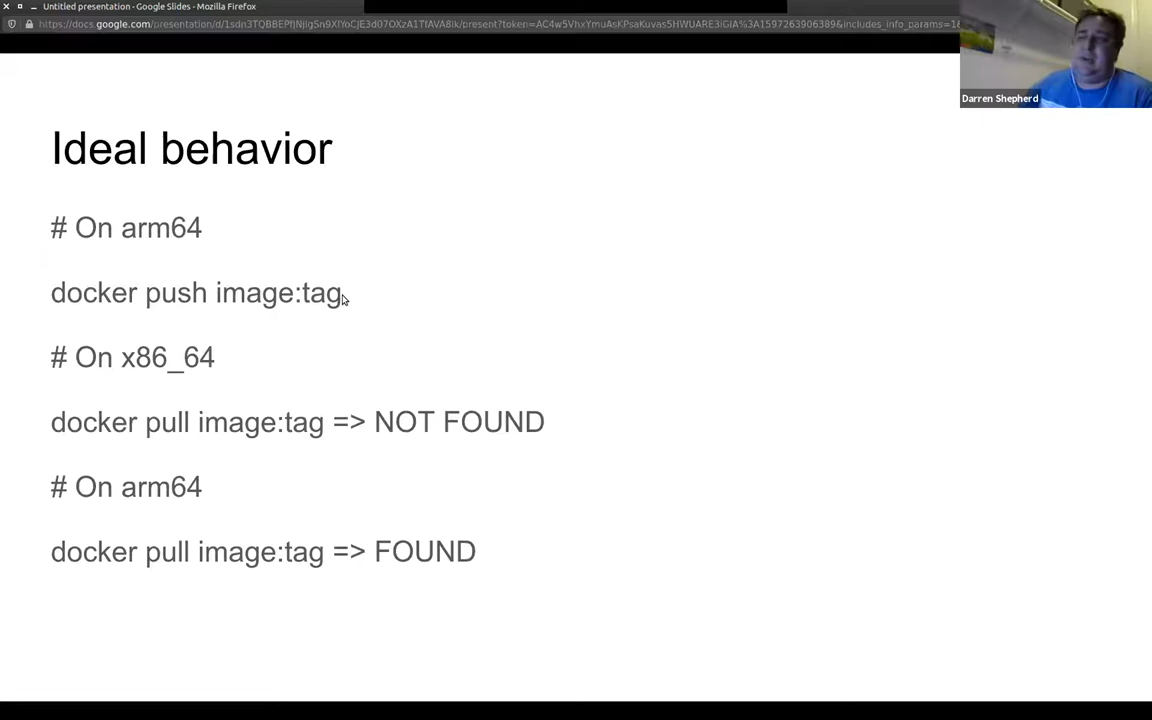 Untitled presentation - Google Slides - Mozilla Firefox
Darren Shepherd
Ideal behavior
# On arm64
docker push image:tag
# On x86_64
docker pull image:tag => NOT FOUND
# On arm64
docker pull image:tag => FOUND